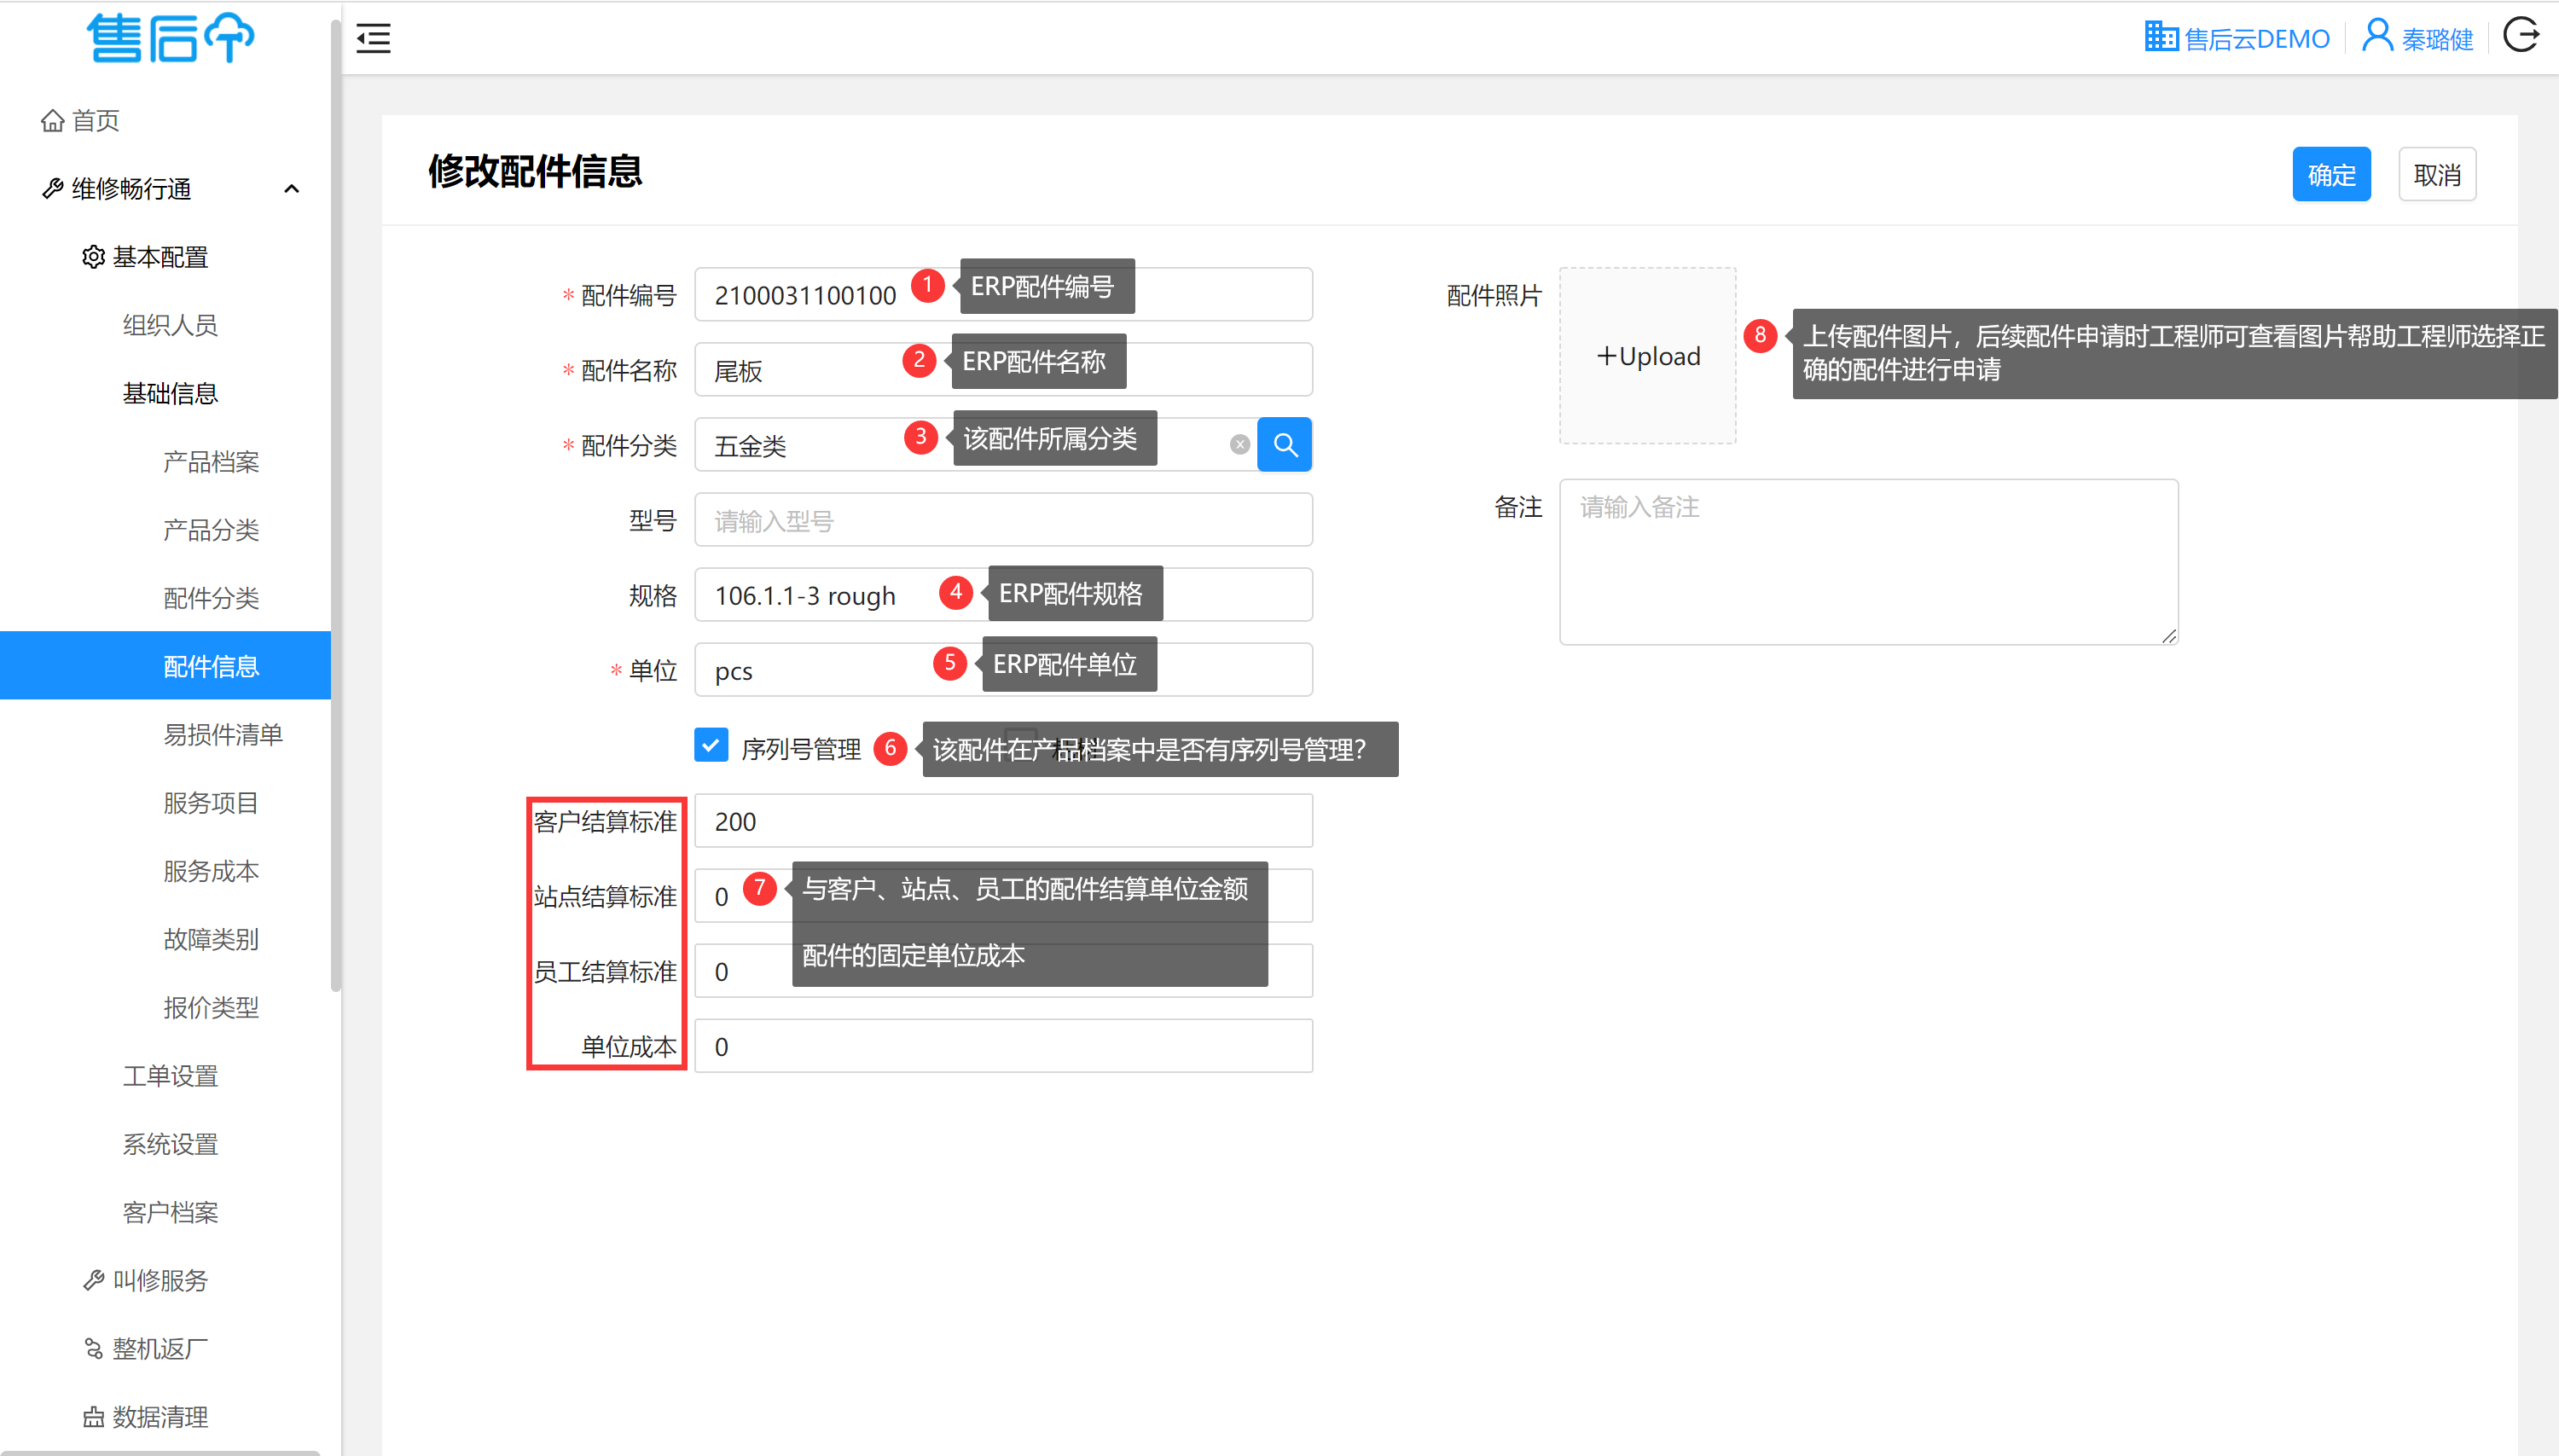 售后
售后云DEMO
秦璐健
首页
维修畅行通
基本配置
组织人员
基础信息
产品档案
产品分类
配件分类
配件信息
易损件清单
服务项目
服务成本
故障类别
报价类型
工单设置
系统设置
客户档案
叫修服务
整机返厂
数据清理
修改配件信息
确定
取消
* 配件编号
2100031100100
1
ERP配件编号
* 配件名称
尾板
2
ERP配件名称
* 配件分类
五金类
3
该配件所属分类
型号
请输入型号
规格
106.1.1-3 rough
4
ERP配件规格
* 单位
pcs
5
ERP配件单位
序列号管理
6
该配件在产品档案中是否有序列号管理？
客户结算标准
200
站点结算标准
0
7
与客户、站点、员工的配件结算单位金额
配件的固定单位成本
员工结算标准
0
单位成本
0
配件照片
+Upload
8
上传配件图片，后续配件申请时工程师可查看图片帮助工程师选择正
确的配件进行申请
备注
请输入备注